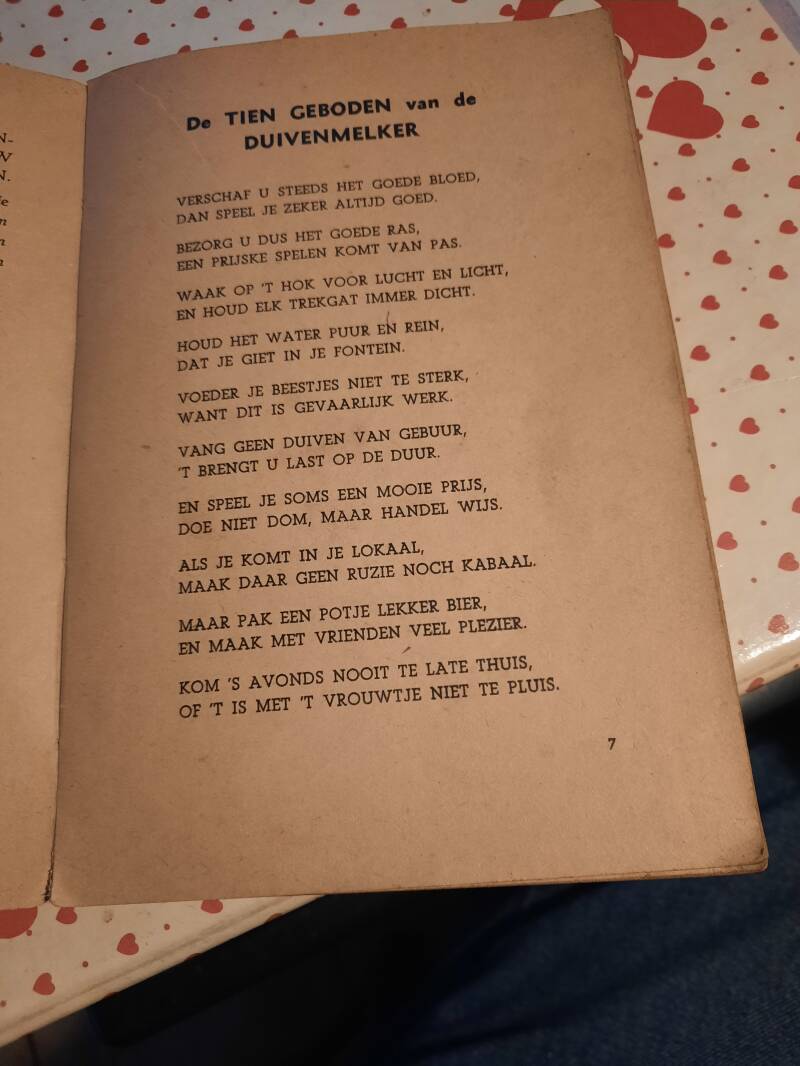 De TIEN GEBODEN van de
DUIVENMELKER
VERSCHAF U STEEDS HET GOEDE BLOED,
DAN SPEEL JE ZEKER ALTIJD GOED.
BEZORG U DUS HET GOEDE RAS,
EEN PRIJSKE SPELEN KOMT VAN PAS.
WAAK OP 'T HOK VOOR LUCHT EN LICHT,
EN HOUD ELK TREKGAT IMMER DICHT.
HOUD HET WATER PUUR EN REIN,
DAT JE GIET IN JE FONTEIN.
VOEDER JE BEESTJES NIET TE STERK,
WANT DIT IS GEVAARLIJK WERK.
VANG GEEN DUIVEN VAN GEBUUR,
'T BRENGT U LAST OP DE DUUR.
EN SPEEL JE SOMS EEN MOOIE PRIJS,
DOE NIET DOM, MAAR HANDEL WIJS.
ALS JE KOMT IN JE LOKAAL,
MAAK DAAR GEEN RUZIE NOCH KABAAL.
MAAR PAK EEN POTJE LEKKER BIER,
EN MAAK MET VRIENDEN VEEL PLEZIER.
KOM 'S AVONDS NOOIT TE LATE THUIS,
OF 'T IS MET 'T VROUWTJE NIET TE PLUIS.
7